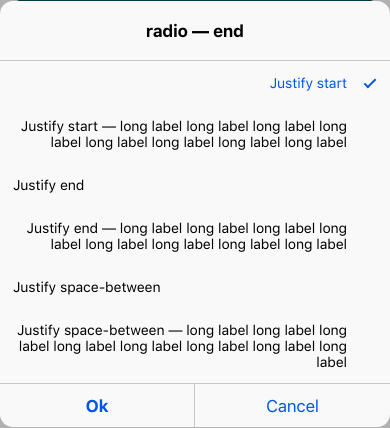 radio — end
Justify start
Justify start — long label long label long label long
label long label long label long label long label
Justify end
Justify end — long label long label long label long
label long label long label long label long label
Justify space-between
Justify space-between — long label long label long
label long label long label long label long label long
label
Ok
Cancel